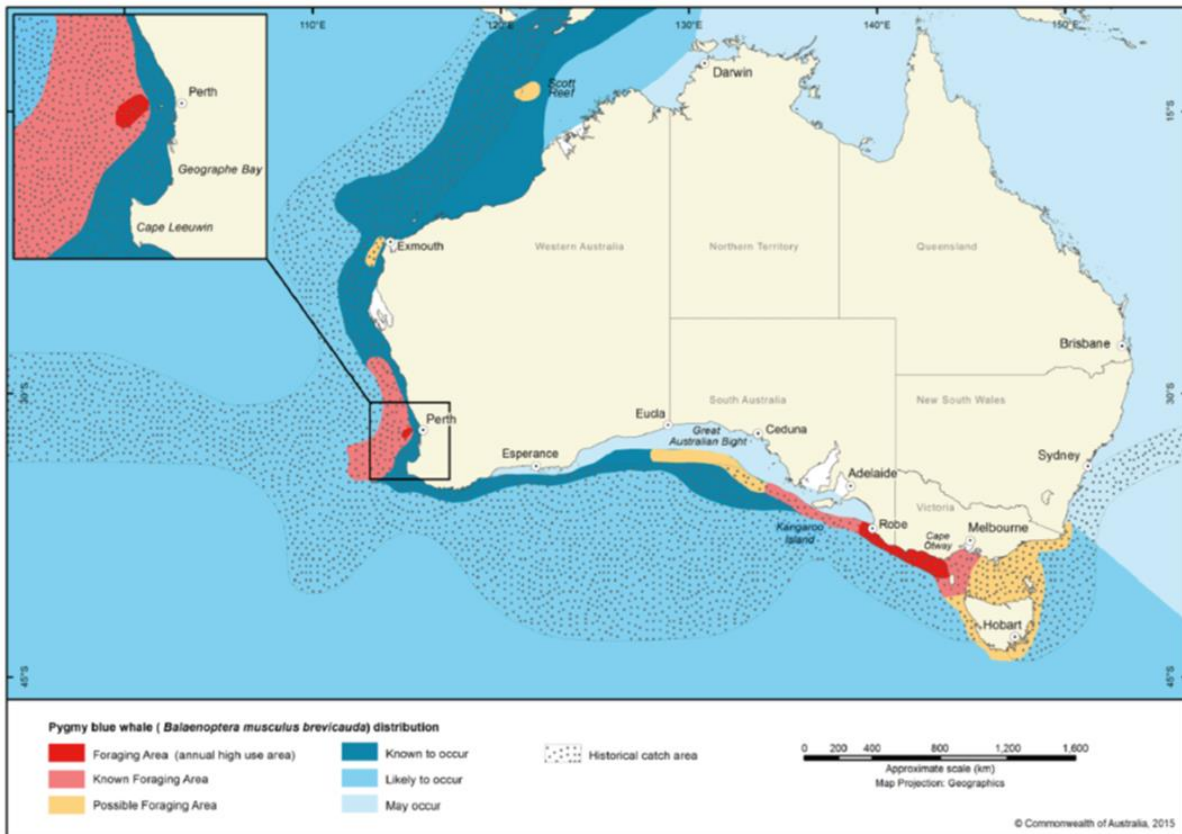 110°E
120°E
130°E
140°E
150°E
Perth
Geographe Bay
Cape Leeuwin
15°S
15°S
Darwin
Scott
Reef
Exmouth
Western Australia
Northern Territory
Queensland
Brisbane
30°S
30°S
South Australia
New South Wales
Perth
Eucla
Great
Australian Bight
Ceduna
Esperance
Sydney
Adelaide
Victoria
Kangaroo
Island
Robe
Cape
Otway
Melbourne
Hobart
45°S
45°S
Pygmy blue whale ( Balaenoptera musculus brevicauda) distribution
Foraging Area (annual high use area)
Known Foraging Area
Possible Foraging Area
Known to occur
Likely to occur
May occur
Historical catch area
0 200 400 800 1,200 1,600
Approximate scale (km)
Map Projection: Geographics
© Commonwealth of Australia, 2015